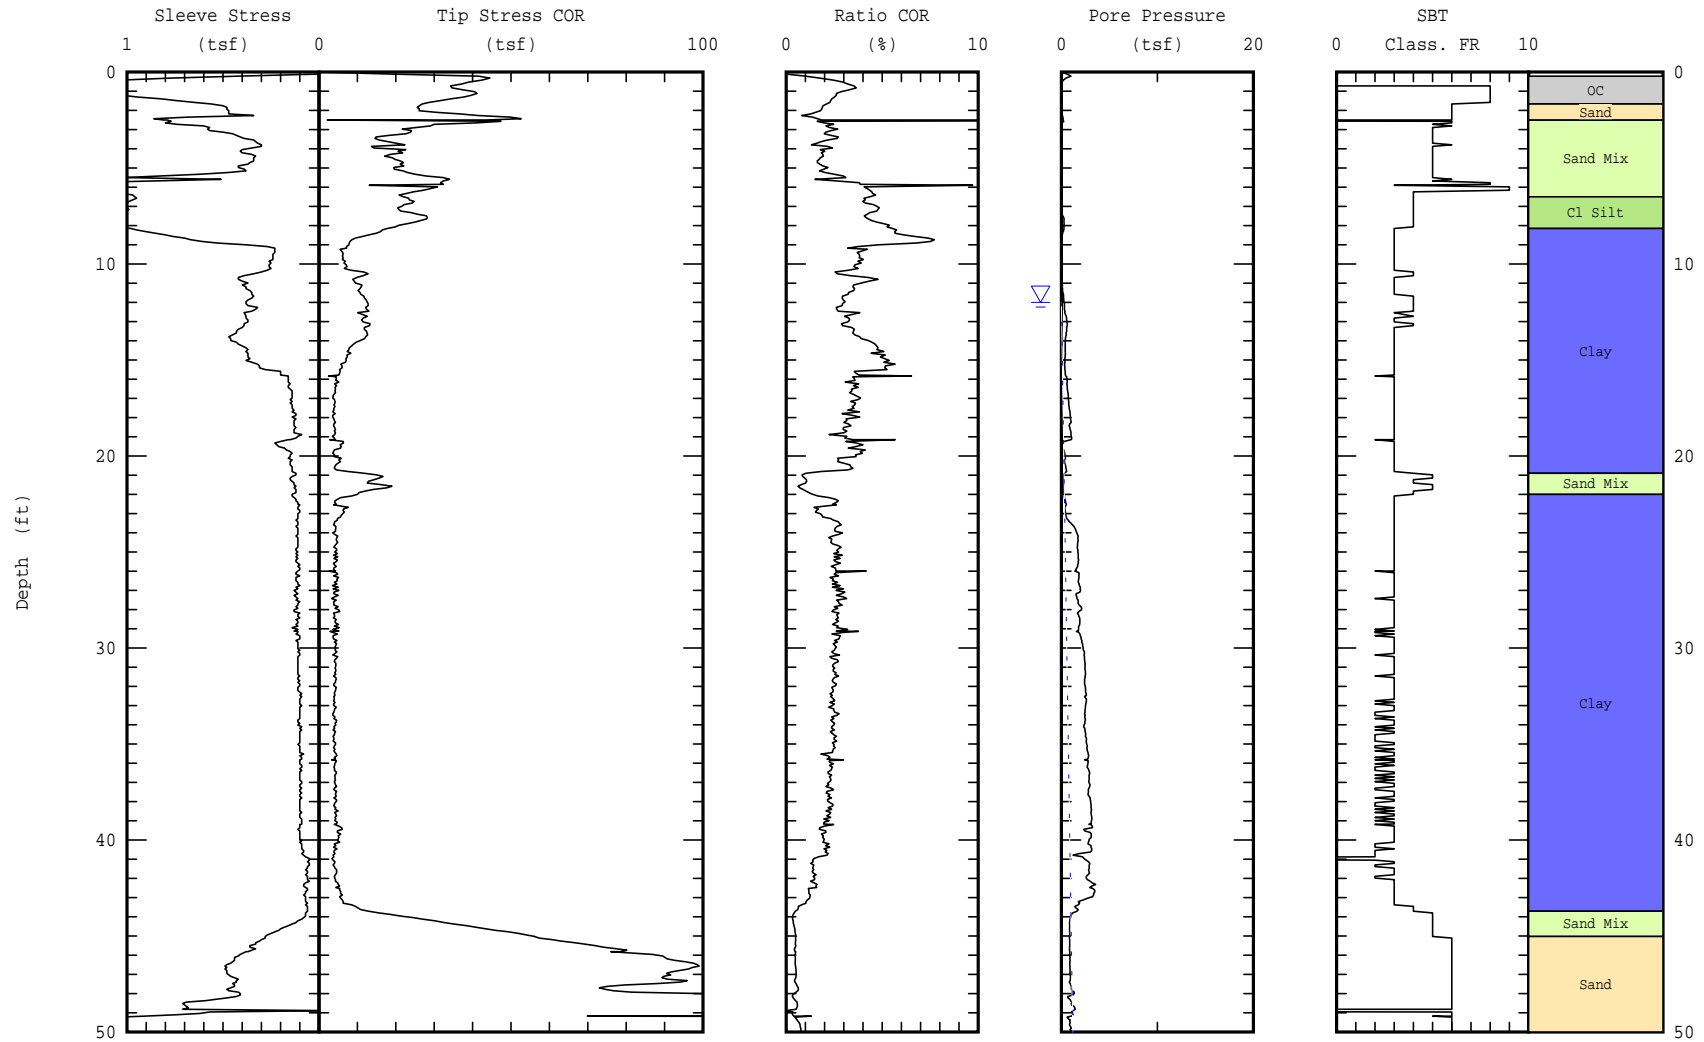 Sleeve Stress Tip Stress COR Ratio COR Pore Pressure SBT
(tsf) (tsf) (%) (tsf) Class. FR
1 0 100 0 10 0 20 0 10
0 0
OC
Sand
Sand Mix
Cl Silt
10 10
Clay
20 20
Sand Mix
Depth (ft)
30 30
Clay
40 40
Sand Mix
Sand
50 50